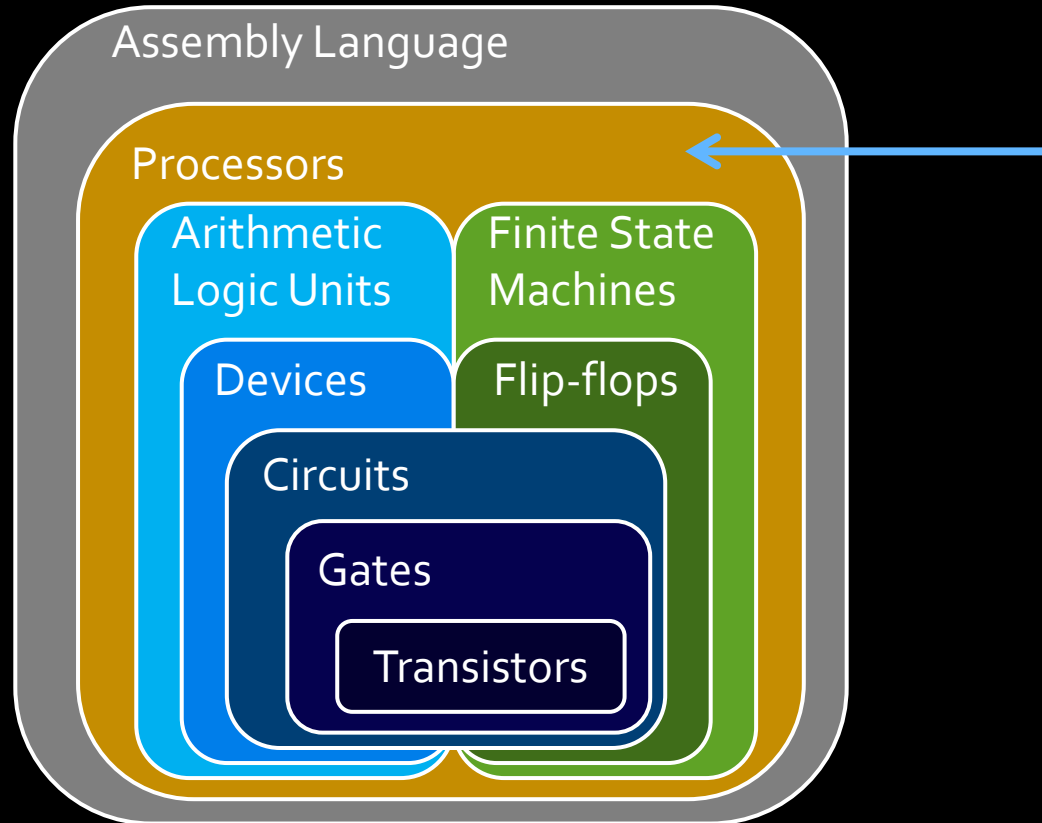 Assembly Language
Processors
Arithmetic
Logic Units
Finite State
Machines
Devices
Flip-flops
Circuits
Gates
Transistors